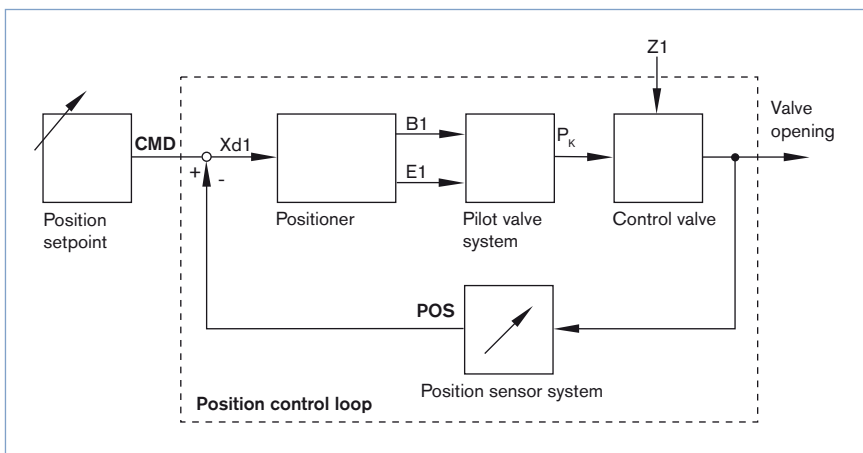 Z1
Valve
opening
B1
CMD
Xd1
P K
+
-
E1
Position
setpoint
Positioner
Pilot valve
system
Control valve
POS
Position sensor system
Position control loop